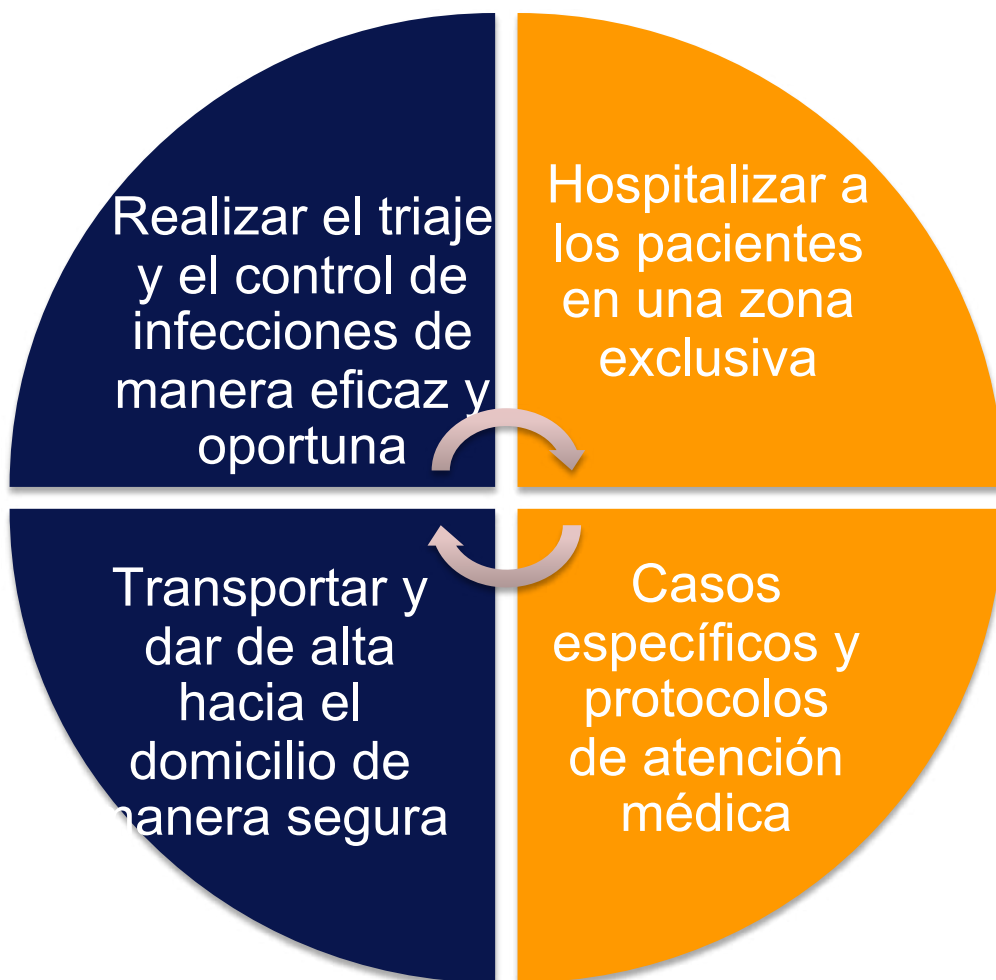 Realizar el triaje
y el control de
infecciones de
manera eficaz y
oportuna
Hospitalizar a
los pacientes
en una zona
exclusiva
Transportar y
dar de alta
hacia el
domicilio de
manera segura
Casos
específicos y
protocolos
de atención
médica